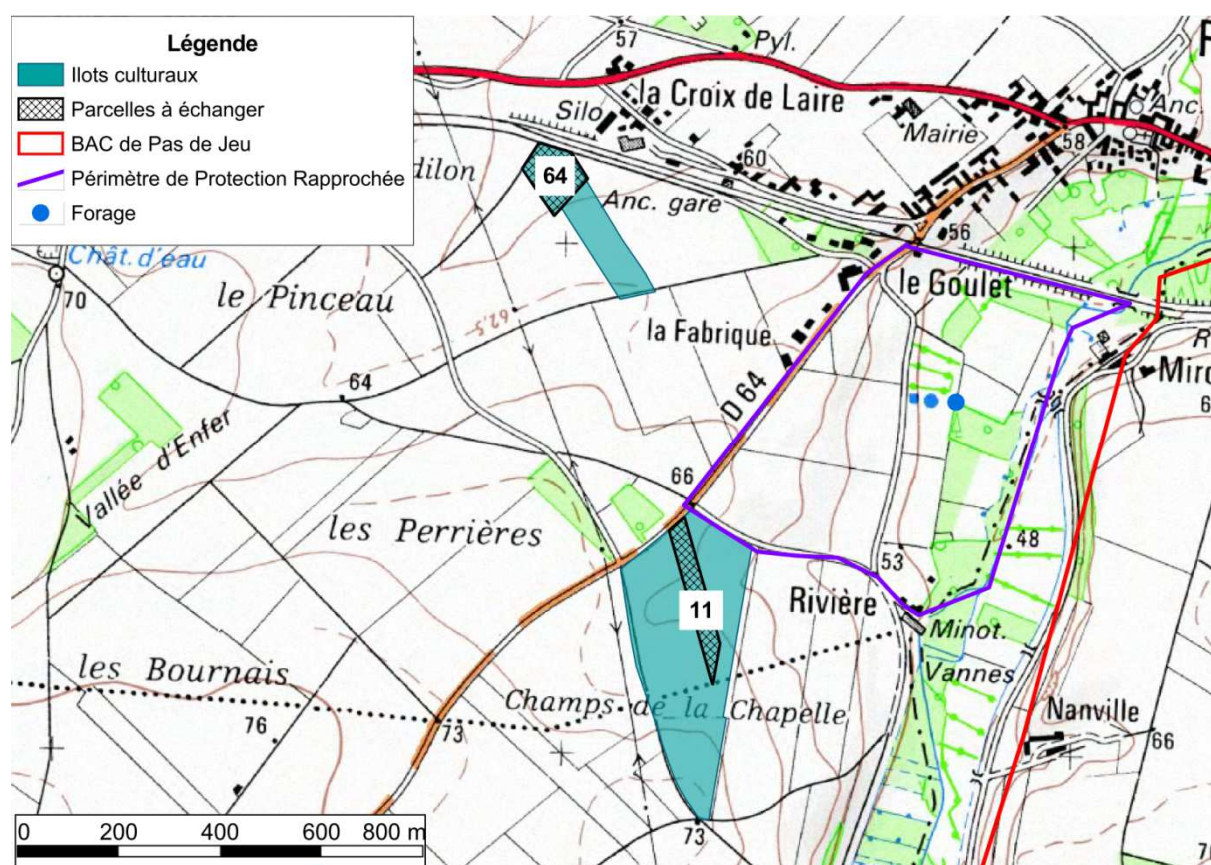 Légende
Ilots culturaux
Parcelles à échanger
BAC de Pas de Jeu
Périmètre de Protection Rapprochée
Forage
57
Pyl.
la Croix de Laire
Silo
Mairie
Anc.
58
60
64
Anc. gare
56
Chât. d'eau
70
le Pinceau
62,5
le Goulet
la Fabrique
D 64
64
Vallée d'Enfer
66
les Perrières
48
53
11
Rivière
Minot.
Vannes
les Bournais
Champs de la Chapelle
76
73
Nanville
66
73
0 200 400 600 800 m